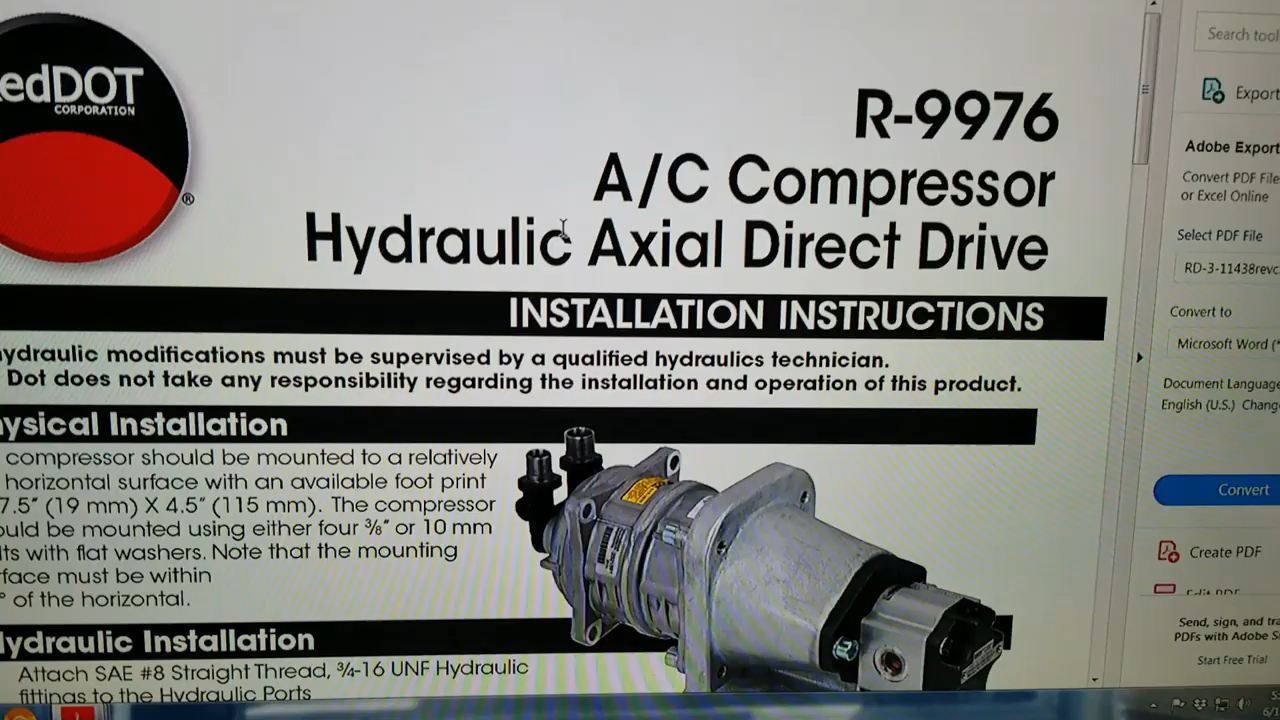 edDOT
CORPORATION
®
R-9976
A/C Compressor
Hydraulic Axial Direct Drive
INSTALLATION INSTRUCTIONS
ydraulic modifications must be supervised by a qualified hydraulics technician.
Dot does not take any responsibility regarding the installation and operation of this product.
ysical Installation
compressor should be mounted to a relatively
horizontal surface with an available foot print
7.5" (19 mm) X 4.5" (115 mm). The compressor
ould be mounted using either four ⅜" or 10 mm
lts with flat washers. Note that the mounting
face must be within
° of the horizontal.
ydraulic Installation
Attach SAE #8 Straight Thread, ¾-16 UNF Hydraulic
fittings to the Hydraulic Ports
Search tool
Export
Adobe Export
Convert PDF File
or Excel Online
Select PDF File
RD-3-11438revc
Convert to
Microsoft Word (*
Document Language
English (U.S.) Chang
Convert
Create PDF
Edit PDF
Send, sign, and tra
PDFs with Adobe S
Start Free Trial